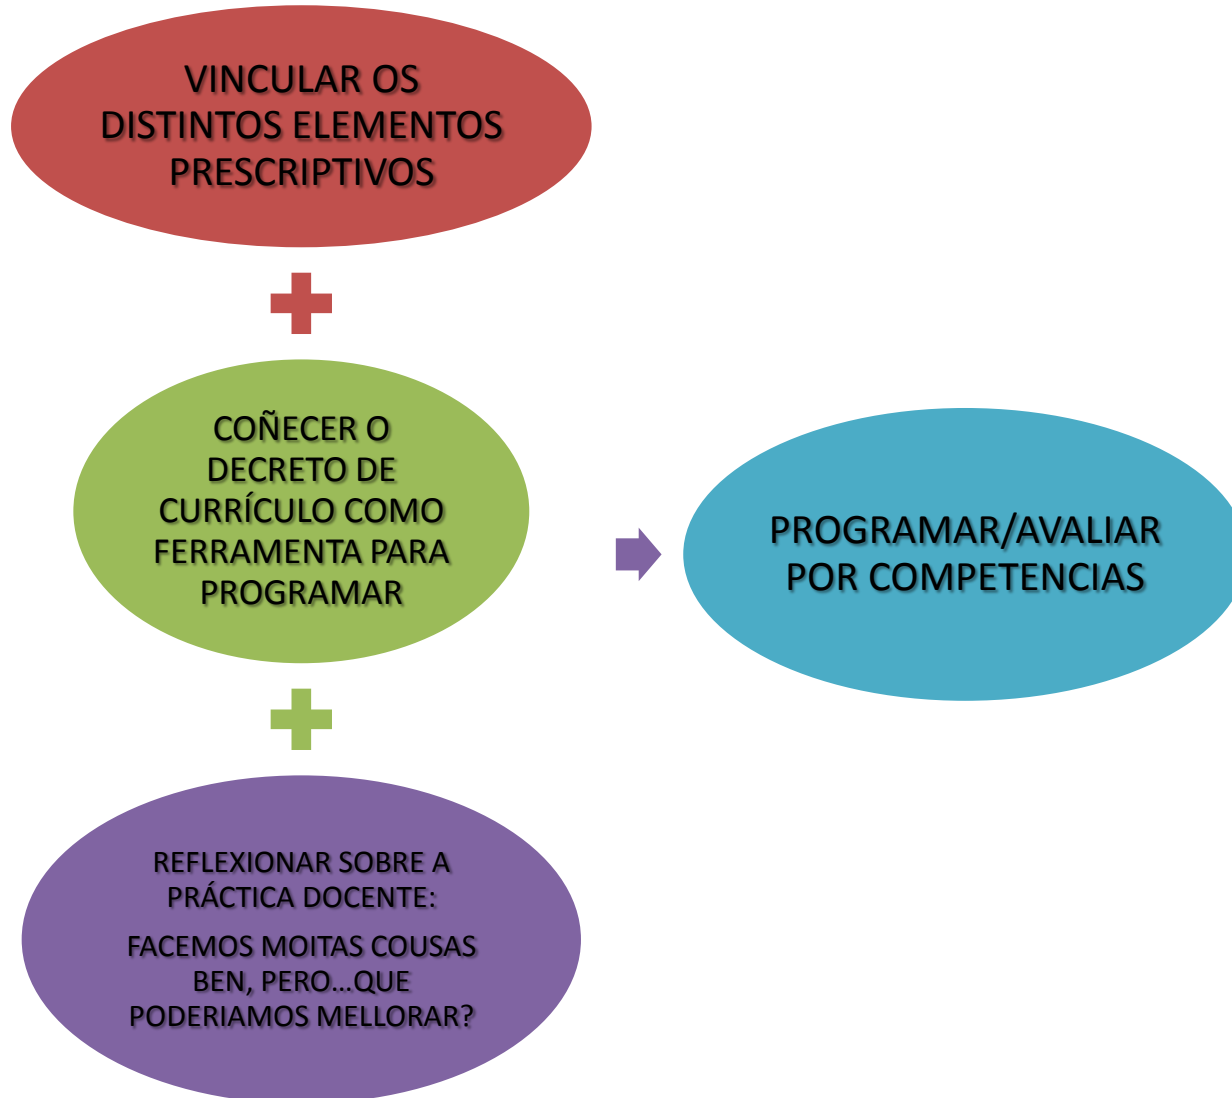 VINCULAR OS
DISTINTOS ELEMENTOS
PRESCRIPTIVOS
COÑECER O
DECRETO DE
CURRÍCULO COMO
FERRAMENTA PARA
PROGRAMAR
REFLEXIONAR SOBRE A
PRÁCTICA DOCENTE:
FACEMOS MOITAS COUSAS
BEN, PERO...QUE
PODERIAMOS MELLORAR?
PROGRAMAR/AVALIAR
POR COMPETENCIAS